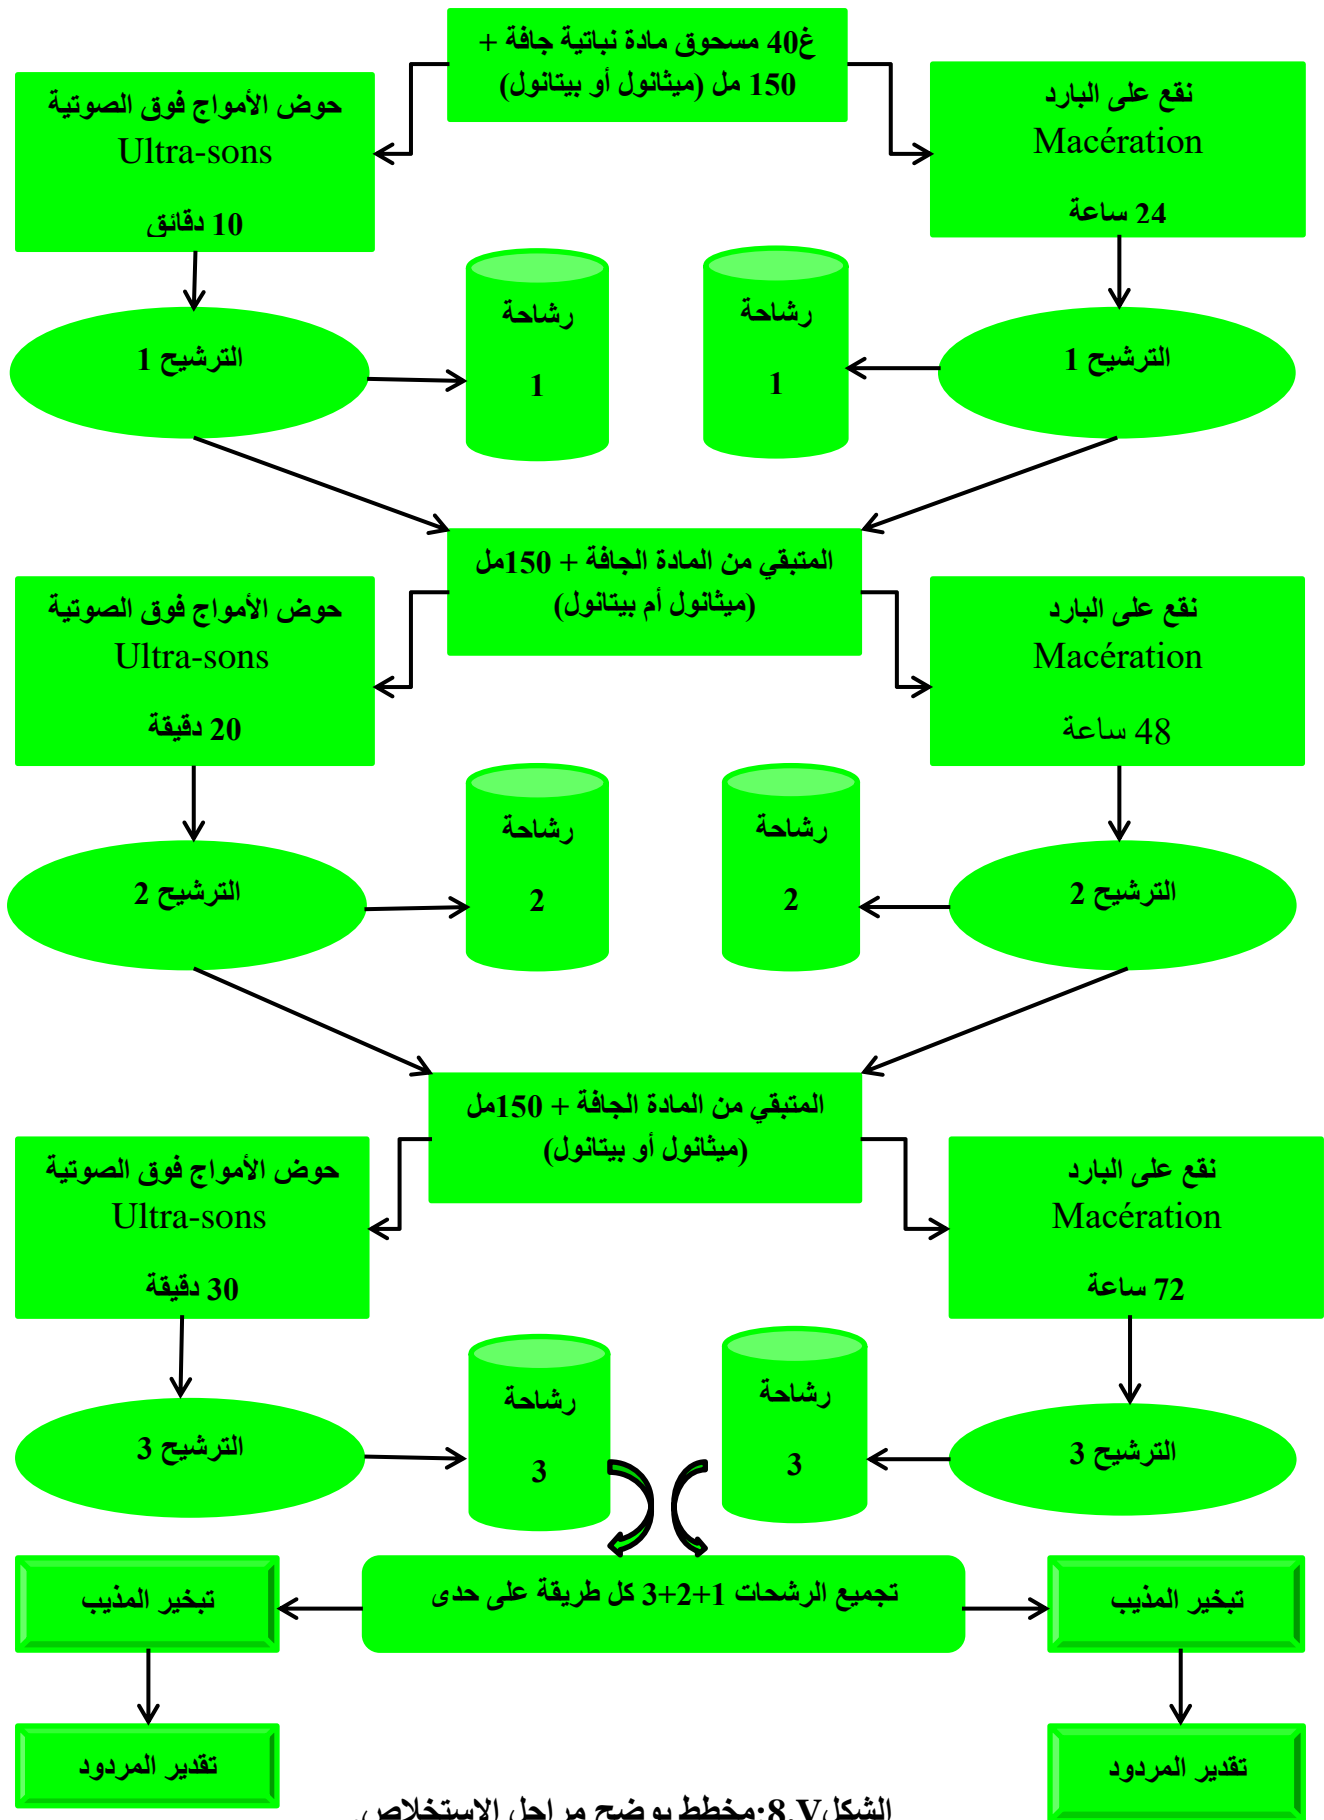 40غ مسحوق مادة نباتية جافة +
150 مل (ميثانول أو بيتانول)
نقع على البارد
Macération
24 ساعة
حوض الأمواج فوق الصوتية
Ultra-sons
10 دقائق
الترشيح 1
رشاحة
1
رشاحة
1
الترشيح 1
المتبقي من المادة الجافة + 150مل
(ميثانول أم بيتانول)
نقع على البارد
Macération
48 ساعة
حوض الأمواج فوق الصوتية
Ultra-sons
20 دقيقة
الترشيح 2
رشاحة
2
رشاحة
2
الترشيح 2
المتبقي من المادة الجافة + 150مل
(ميثانول أو بيتانول)
نقع على البارد
Macération
72 ساعة
حوض الأمواج فوق الصوتية
Ultra-sons
30 دقيقة
الترشيح 3
رشاحة
3
رشاحة
3
الترشيح 3
تجميع الرشحات 1+2+3 كل طريقة على حدى
تبخير المذيب
تبخير المذيب
تقدير المردود
تقدير المردود
الشكل8.V:مخطط يوضح مراحل الاستخلاص